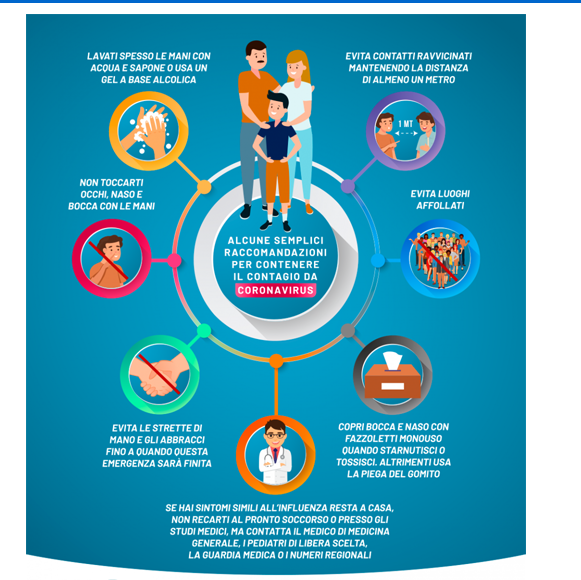 LAVATI SPESSO LE MANI CON
ACQUA E SAPONE O USA UN
GEL A BASE ALCOLICA
EVITA CONTATTI RAVVICINATI
MANTENENDO LA DISTANZA
DI ALMENO UN METRO
1 MT
NON TOCCARTI
OCCHI, NASO E
BOCCA CON LE MANI
EVITA LUOGHI
AFFOLLATI
ALCUNE SEMPLICI
RACCOMANDAZIONI
PER CONTENERE
IL CONTAGIO DA
CORONAVIRUS
EVITA LE STRETTE DI
MANO E GLI ABBRACCI
FINO A QUANDO QUESTA
EMERGENZA SARÀ FINITA
COPRI BOCCA E NASO CON
FAZZOLETTI MONOUSO
QUANDO STARNUTISCI O
TOSSISCI. ALTRIMENTI USA
LA PIEGA DEL GOMITO
SE HAI SINTOMI SIMILI ALL'INFLUENZA RESTA A CASA,
NON RECARTI AL PRONTO SOCCORSO O PRESSO GLI
STUDI MEDICI, MA CONTATTA IL MEDICO DI MEDICINA
GENERALE, I PEDIATRI DI LIBERA SCELTA,
LA GUARDIA MEDICA O I NUMERI REGIONALI